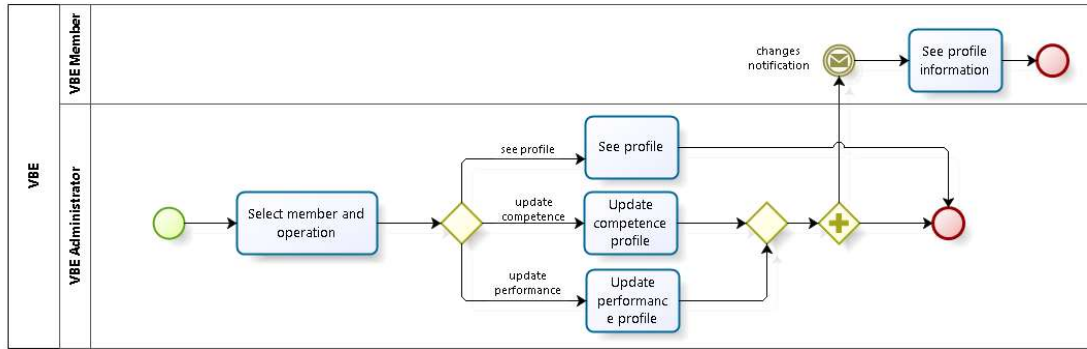 VBE
VBE Member
VBE Administrator
changes
notification
See profile
information
see profile
See profile
Select member and
operation
update
competence
Update
competence
profile
update
performance
Update
performanc
e profile